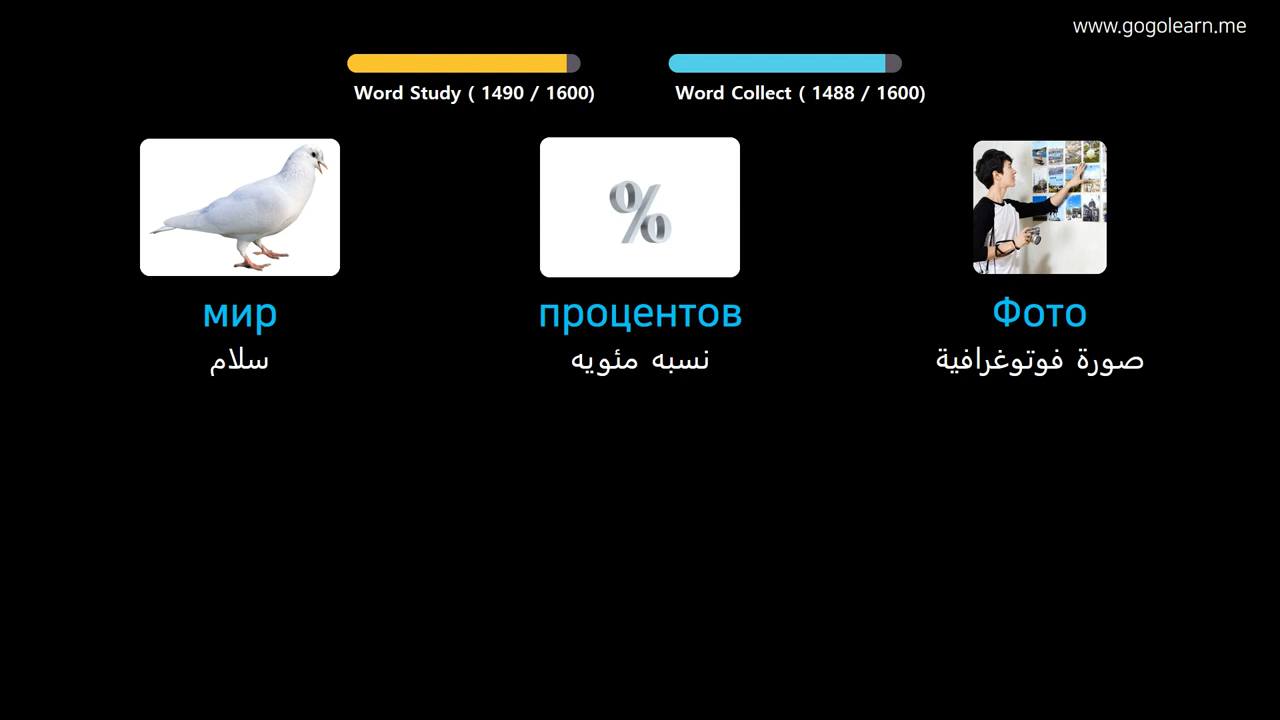 www.gogolearn.me
Word Study ( 1490 / 1600)
Word Collect ( 1488 / 1600)
%
мир
процентов
Фото
سلام
نسبه مئويه
صورة فوتوغرافية